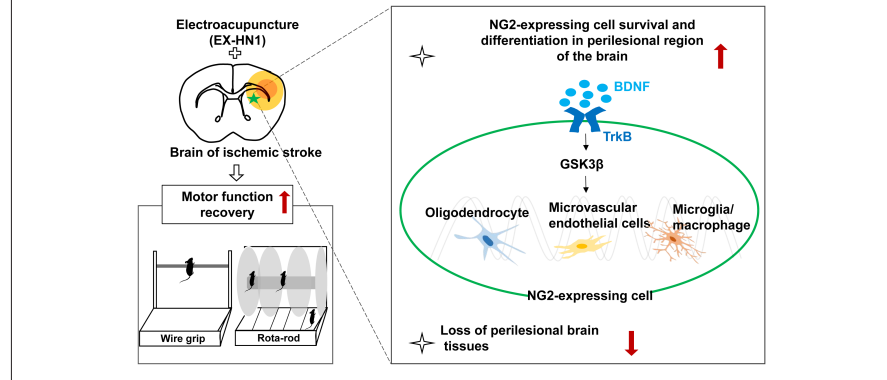 Electroacupuncture
(EX-HN1)
Brain of ischemic stroke
Motor function
recovery
Wire grip
Rota-rod
NG2-expressing cell survival and
differentiation in perilesional region
of the brain
BDNF
TrkB
GSK3β
Oligodendrocyte
Microvascular
endothelial cells
Microglia/
macrophage
NG2-expressing cell
Loss of perilesional brain
tissues